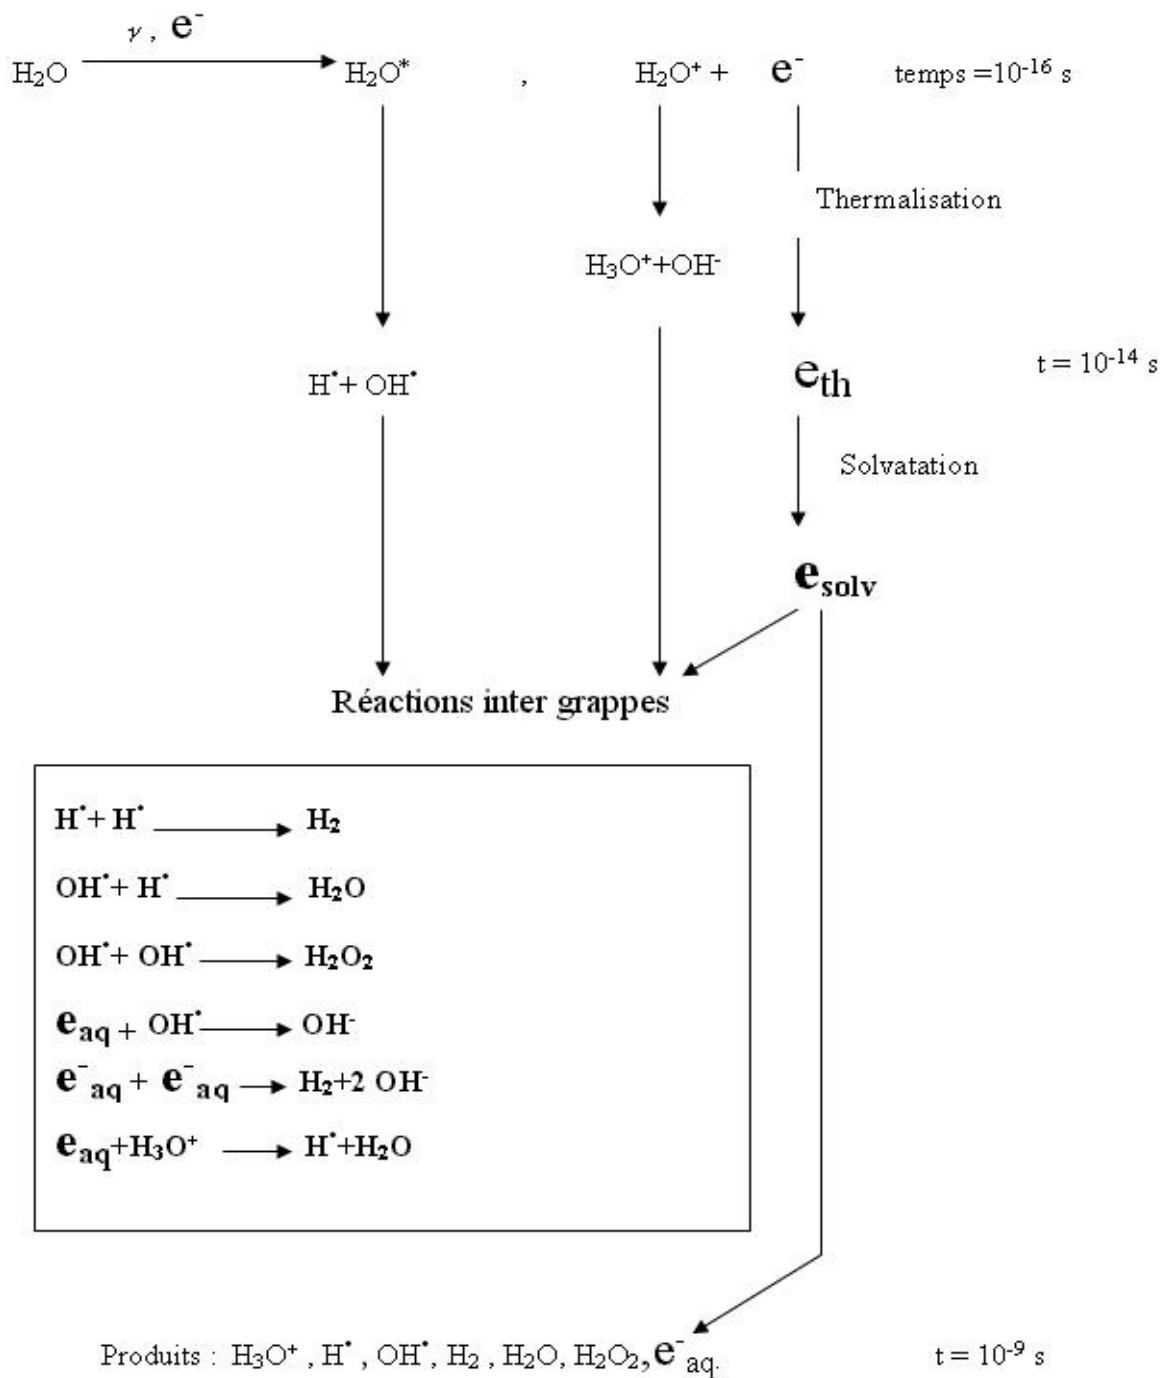 γ, e⁻
H₂O → H₂O* , H₂O⁺ + e⁻ temps =10⁻¹⁶ s
Thermalisation
H₃O⁺+OH⁻
H•+ OH• e_th t = 10⁻¹⁴ s
Solvatation
e_solv
Réactions inter grappes
H•+ H• → H₂
OH•+ H• → H₂O
OH•+ OH• → H₂O₂
e_aq + OH• → OH⁻
e⁻_aq + e⁻_aq → H₂+2 OH⁻
e_aq+H₃O⁺ → H•+H₂O
Produits : H₃O⁺ , H• , OH•, H₂ , H₂O, H₂O₂, e⁻_aq. t = 10⁻⁹ s